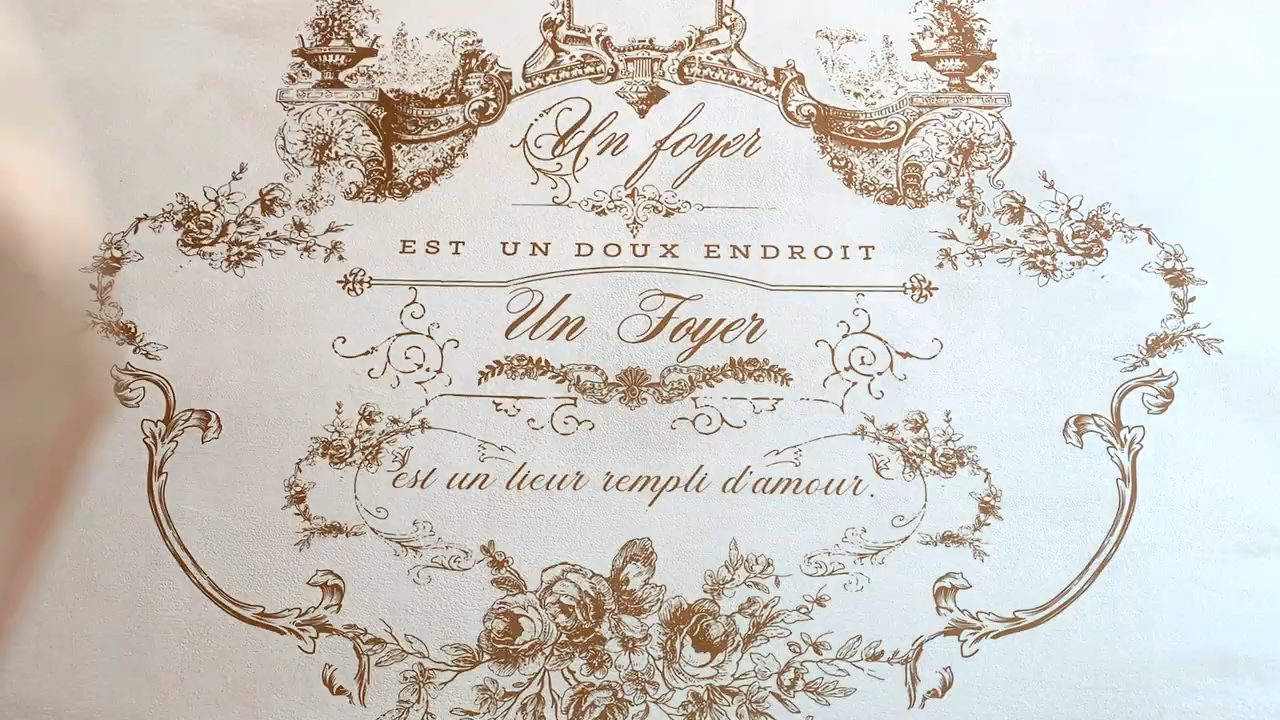 Un foyer
EST UN DOUX ENDROIT
Un Foyer
est un lieur rempli d'amour.